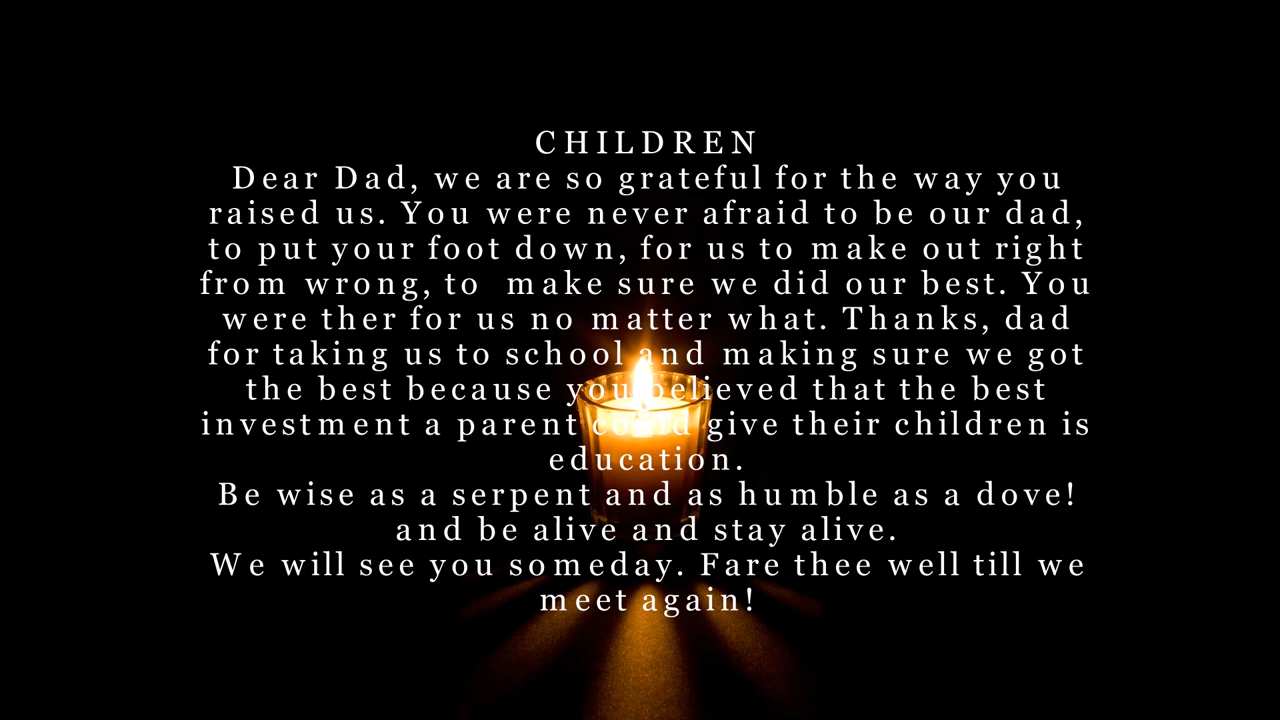 CHILDREN
Dear Dad, we are so grateful for the way you
raised us. You were never afraid to be our dad,
to put your foot down, for us to make out right
from wrong, to  make sure we did our best. You
were ther for us no matter what. Thanks, dad
for taking us to school and making sure we got
the best because you believed that the best
investment a parent could give their children is
education.
Be wise as a serpent and as humble as a dove!
and be alive and stay alive.
We will see you someday. Fare thee well till we
meet again!